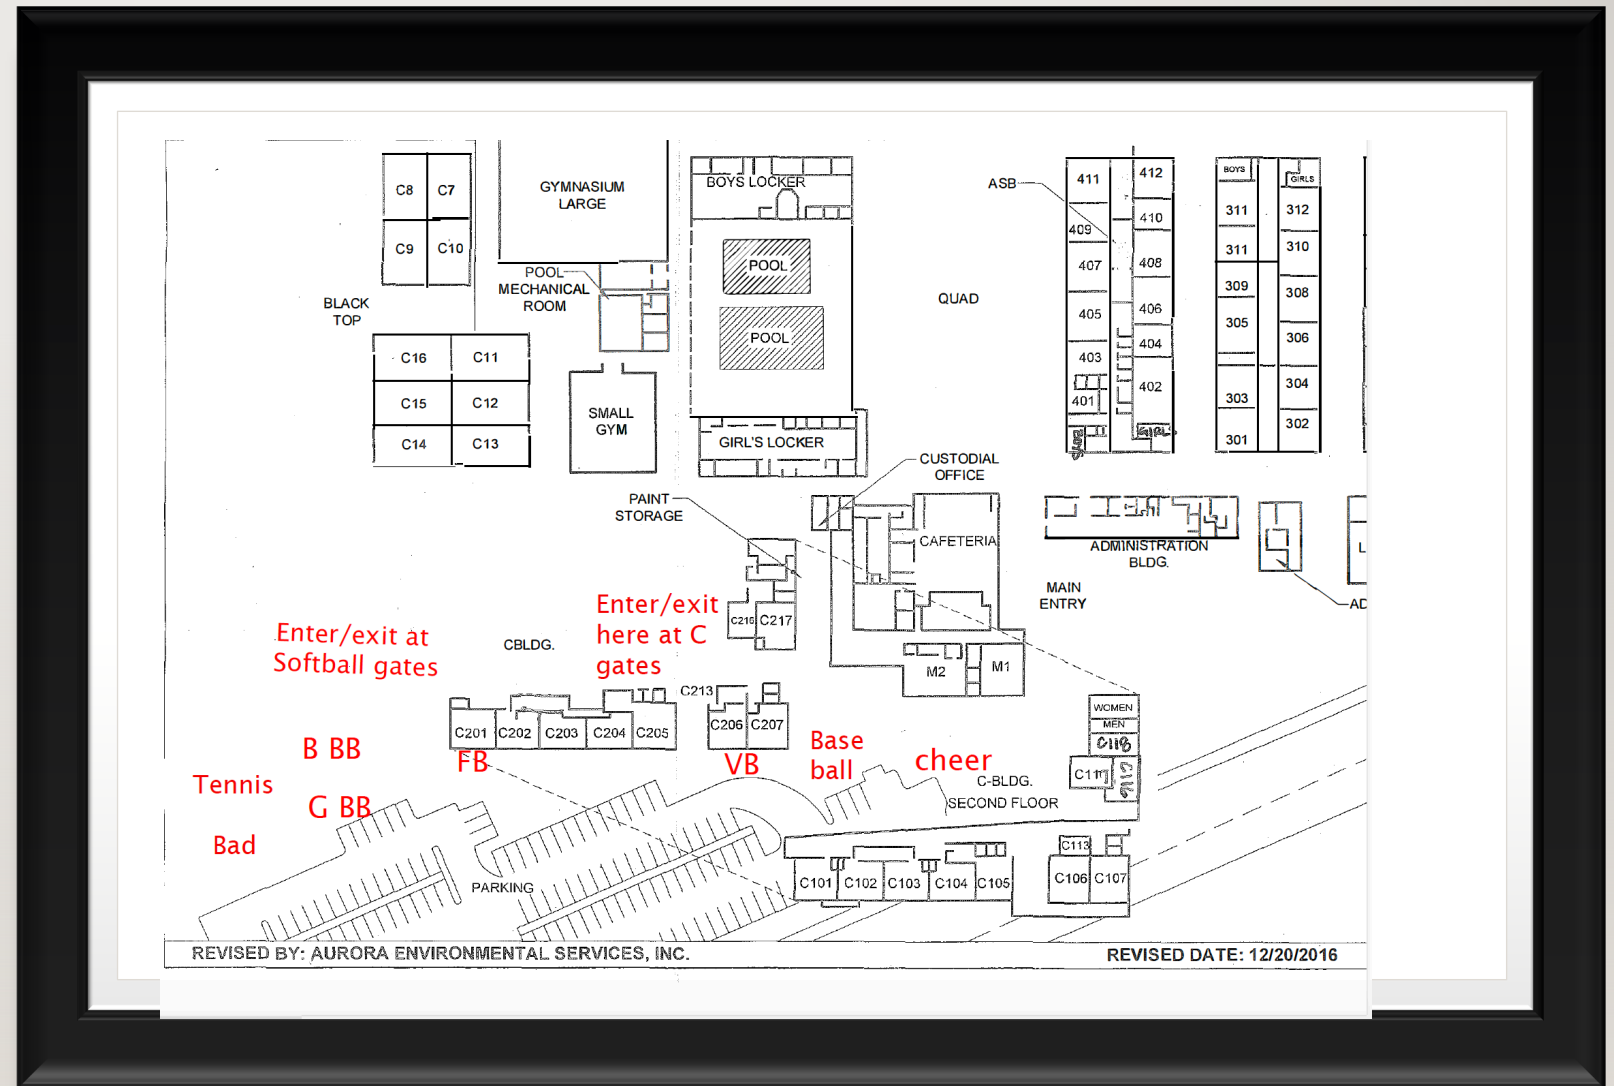 C8
C7
C9
C10
BLACK
TOP
C16
C11
C15
C12
C14
C13
GYMNASIUM
LARGE
POOL
MECHANICAL
ROOM
SMALL
GYM
BOYS LOCKER
POOL
POOL
GIRL'S LOCKER
QUAD
ASB
411
412
409
410
407
408
405
406
403
404
401
402
BOYS
GIRLS
BOYS
GIRLS
311
312
311
310
309
308
305
306
303
304
301
302
CUSTODIAL
OFFICE
PAINT
STORAGE
CAFETERIA
ADMINISTRATION
BLDG.
MAIN
ENTRY
L
AD
Enter/exit at
Softball gates
CBLDG.
Enter/exit
here at C
gates
C216
C217
M2
M1
C213
C201
C202
C203
C204
C205
C206
C207
WOMEN
MEN
C118
C117
C116
B BB
FB
VB
Base
ball
cheer
Tennis
G BB
Bad
C-BLDG.
SECOND FLOOR
PARKING
C101
C102
C103
C104
C105
C113
C106
C107
REVISED BY: AURORA ENVIRONMENTAL SERVICES, INC.
REVISED DATE: 12/20/2016